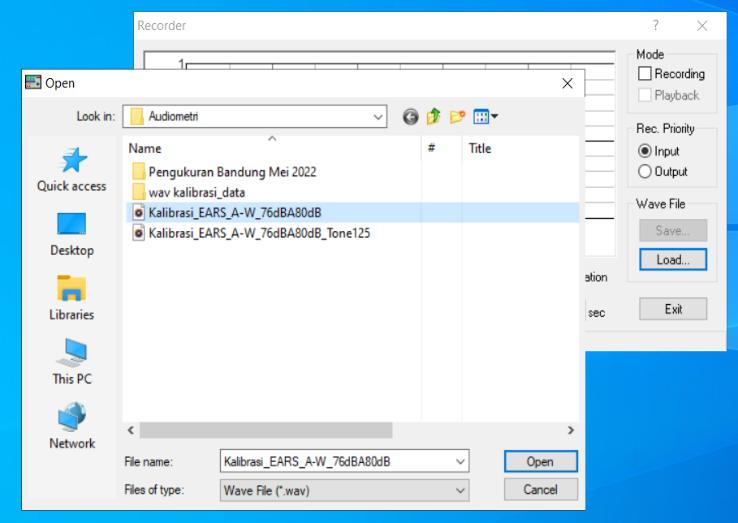 Recorder
?
1
Mode
Recording
Playback
Rec. Priority
Input
Output
Wave File
Save...
Load...
sec
Exit
Open
Look in:
Audiometri
Name
#
Title
Pengukuran Bandung Mei 2022
wav kalibrasi_data
Kalibrasi_EARS_A-W_76dBA80dB
Kalibrasi_EARS_A-W_76dBA80dB_Tone125
Quick access
Desktop
Libraries
This PC
Network
File name:
Kalibrasi_EARS_A-W_76dBA80dB
Open
Files of type:
Wave File (*.wav)
Cancel